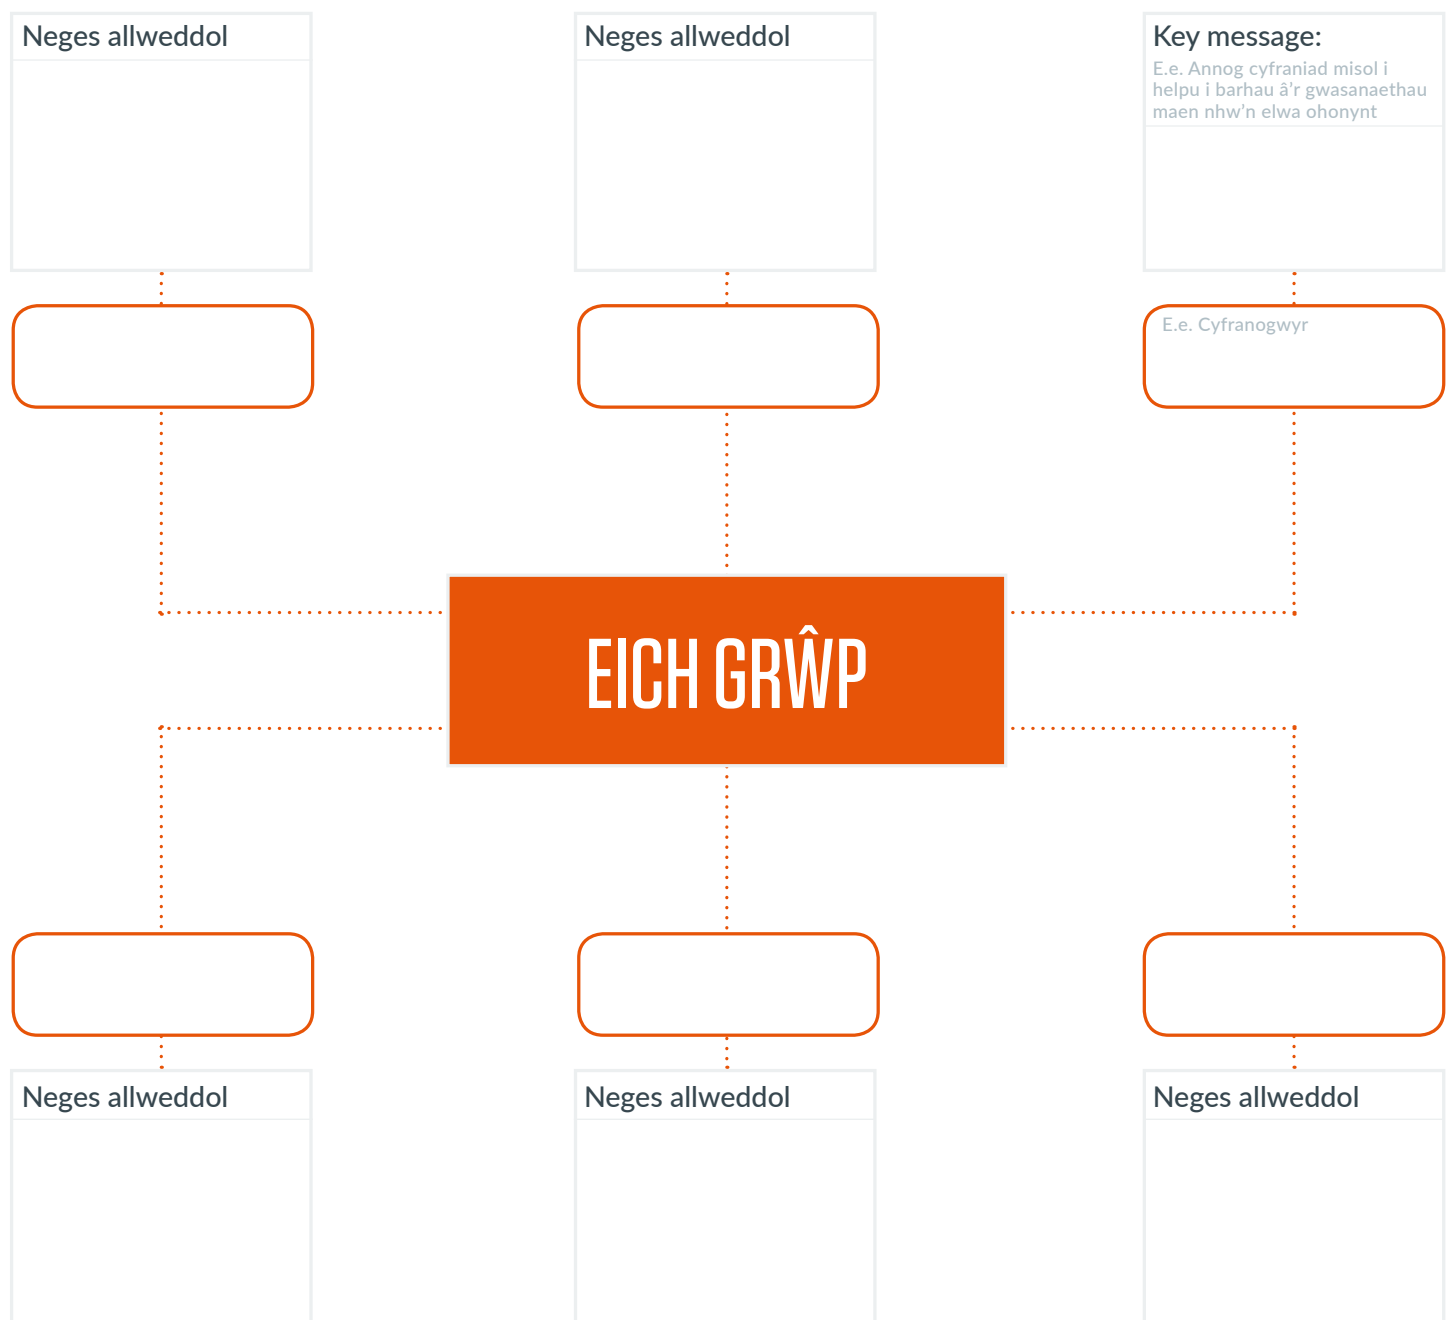 Neges allweddol
Neges allweddol
Key message:
E.e. Annog cyfraniad misol i
helpu i barhau â'r gwasanaethau
maen nhw'n elwa ohonynt
E.e. Cyfranogwyr
EICH GRŴP
Neges allweddol
Neges allweddol
Neges allweddol